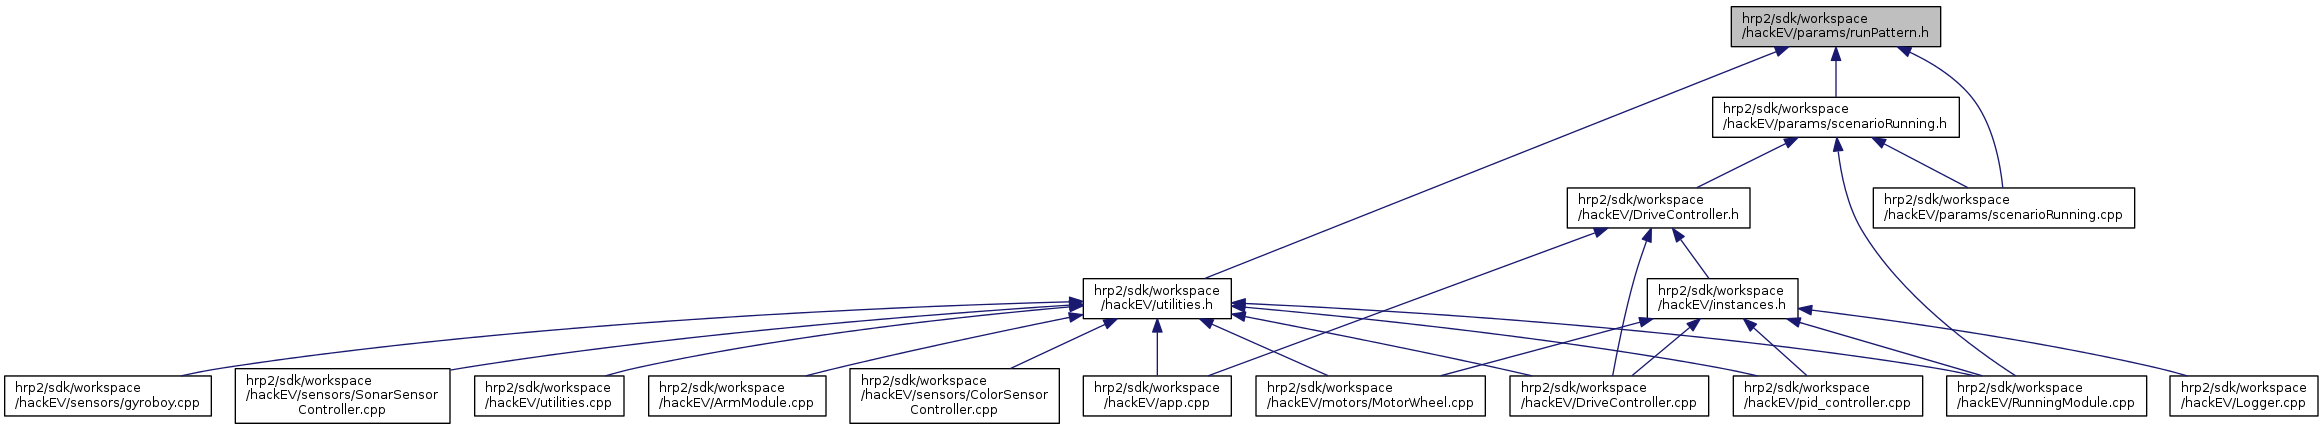 hrp2/sdk/workspace
/hackEV/params/runPattern.h
hrp2/sdk/workspace
/hackEV/params/scenarioRunning.h
hrp2/sdk/workspace
/hackEV/DriveController.h
hrp2/sdk/workspace
/hackEV/params/scenarioRunning.cpp
hrp2/sdk/workspace
/hackEV/utilities.h
hrp2/sdk/workspace
/hackEV/instances.h
hrp2/sdk/workspace
/hackEV/sensors/gyroboy.cpp
hrp2/sdk/workspace
/hackEV/sensors/SonarSensor
Controller.cpp
hrp2/sdk/workspace
/hackEV/utilities.cpp
hrp2/sdk/workspace
/hackEV/ArmModule.cpp
hrp2/sdk/workspace
/hackEV/sensors/ColorSensor
Controller.cpp
hrp2/sdk/workspace
/hackEV/app.cpp
hrp2/sdk/workspace
/hackEV/motors/MotorWheel.cpp
hrp2/sdk/workspace
/hackEV/DriveController.cpp
hrp2/sdk/workspace
/hackEV/pid_controller.cpp
hrp2/sdk/workspace
/hackEV/RunningModule.cpp
hrp2/sdk/workspace
/hackEV/Logger.cpp